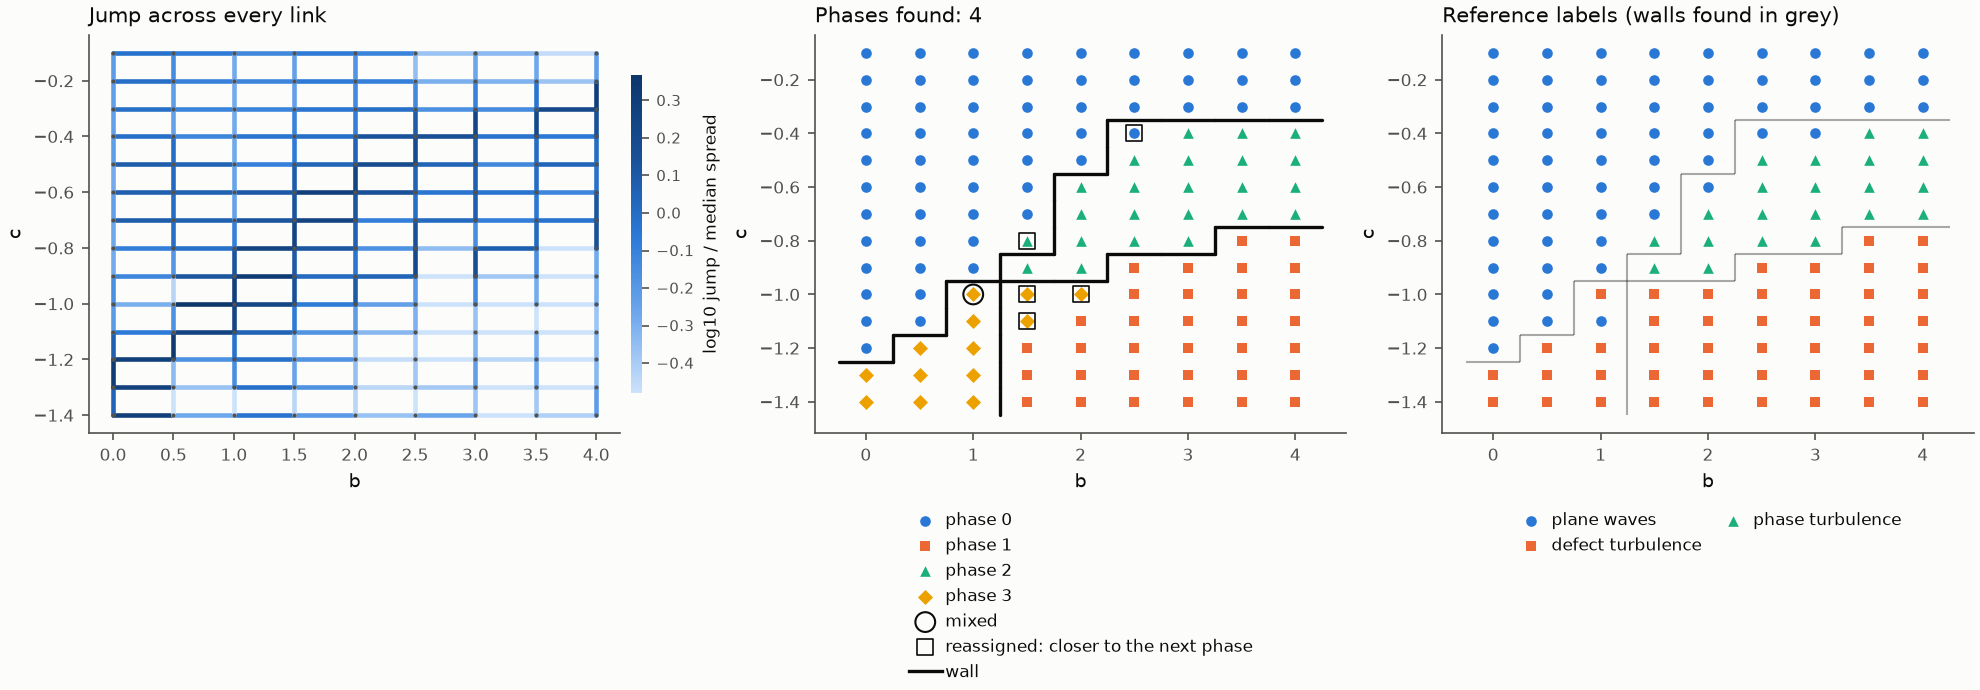 Jump across every link
−0.2
−0.4
−0.6
−0.8
−1.0
−1.2
−1.4
c
0.0 0.5 1.0 1.5 2.0 2.5 3.0 3.5 4.0
b
0.3
0.2
0.1
0.0
−0.1
−0.2
−0.3
−0.4
log10 jump / median spread
Phases found: 4
−0.2
−0.4
−0.6
−0.8
−1.0
−1.2
−1.4
c
0 1 2 3 4
b
phase 0
phase 1
phase 2
phase 3
mixed
reassigned: closer to the next phase
wall
Reference labels (walls found in grey)
−0.2
−0.4
−0.6
−0.8
−1.0
−1.2
−1.4
c
0 1 2 3 4
b
plane waves
defect turbulence
phase turbulence